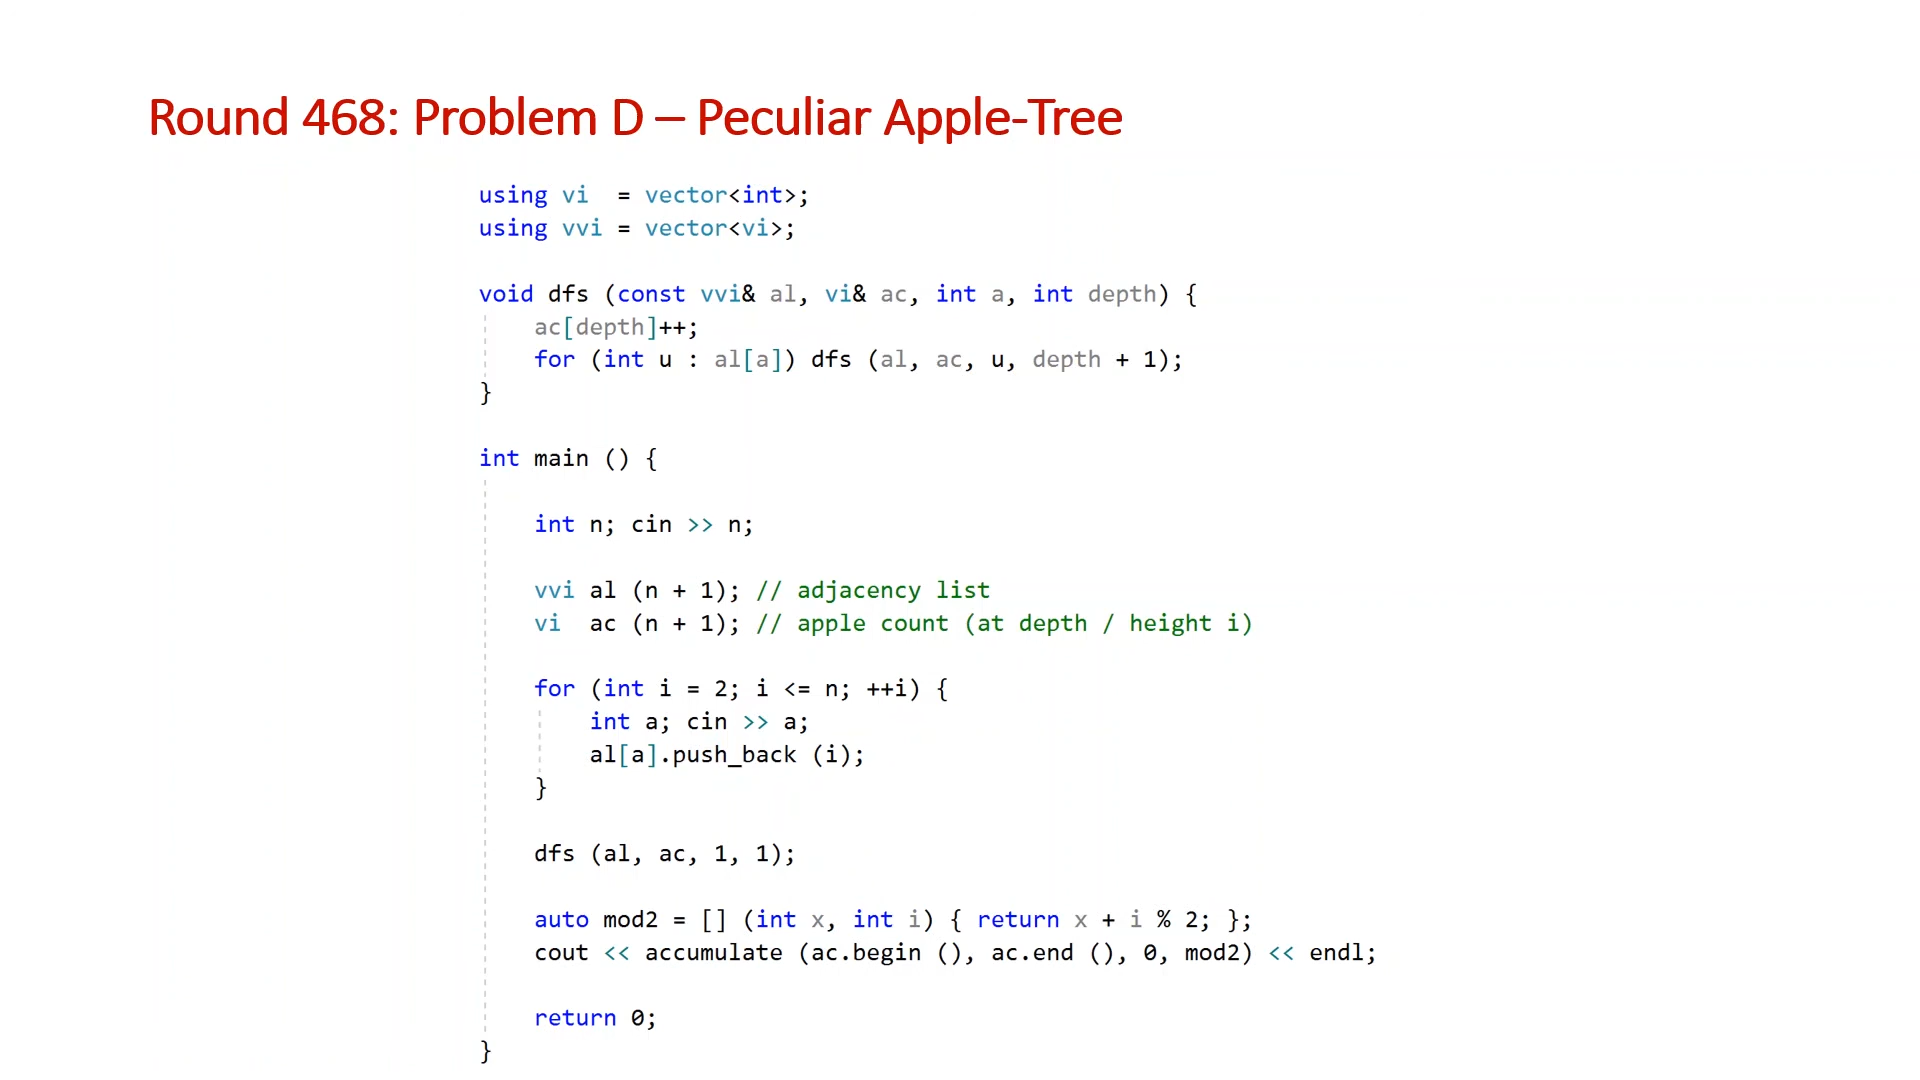 Round 468: Problem D – Peculiar Apple-Tree
using vi  = vector<int>;
using vvi = vector<vi>;
void dfs (const vvi& al, vi& ac, int a, int depth) {
    ac[depth]++;
    for (int u : al[a]) dfs (al, ac, u, depth + 1);
}
int main () {
    int n; cin >> n;
    vvi al (n + 1); // adjacency list
    vi  ac (n + 1); // apple count (at depth / height i)
    for (int i = 2; i <= n; ++i) {
        int a; cin >> a;
        al[a].push_back (i);
    }
    dfs (al, ac, 1, 1);
    auto mod2 = [] (int x, int i) { return x + i % 2; };
    cout << accumulate (ac.begin (), ac.end (), 0, mod2) << endl;
    return 0;
}